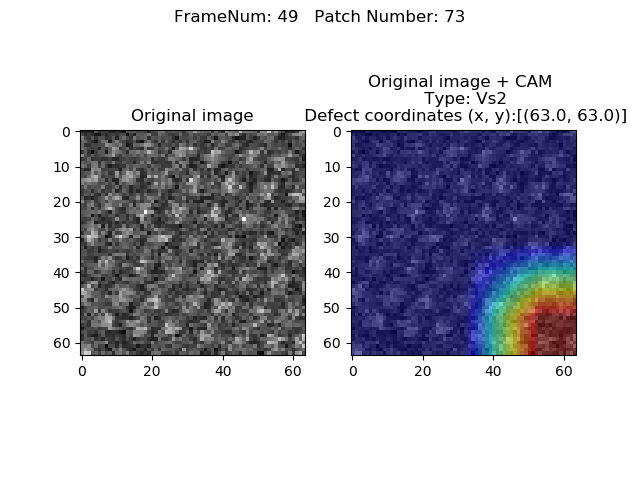 FrameNum: 49   Patch Number: 73
Original image
Original image + CAM
Type: Vs2
Defect coordinates (x, y):[(63.0, 63.0)]
0
10
20
30
40
50
60
0 20 40 60
0
10
20
30
40
50
60
0 20 40 60